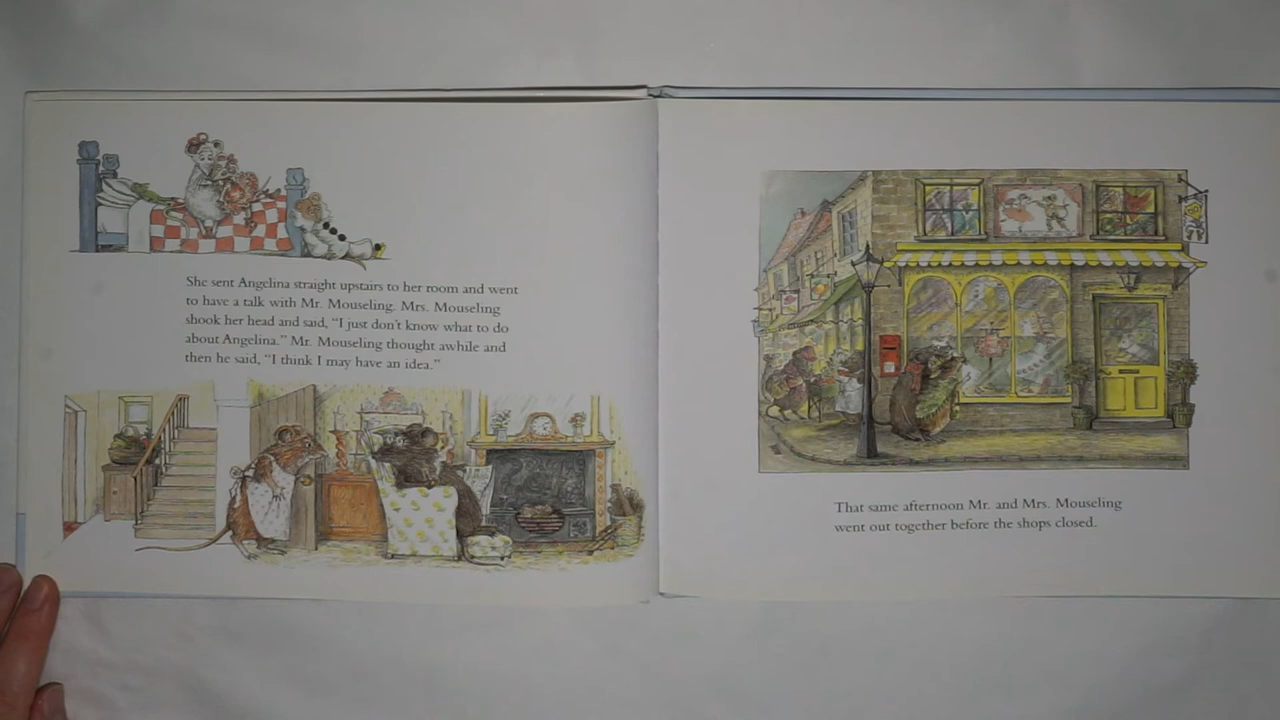 She sent Angelina straight upstairs to her room and went
to have a talk with Mr. Mouseling. Mrs. Mouseling
shook her head and said, “I just don’t know what to do
about Angelina.” Mr. Mouseling thought awhile and
then he said, “I think I may have an idea.”
That same afternoon Mr. and Mrs. Mouseling
went out together before the shops closed.